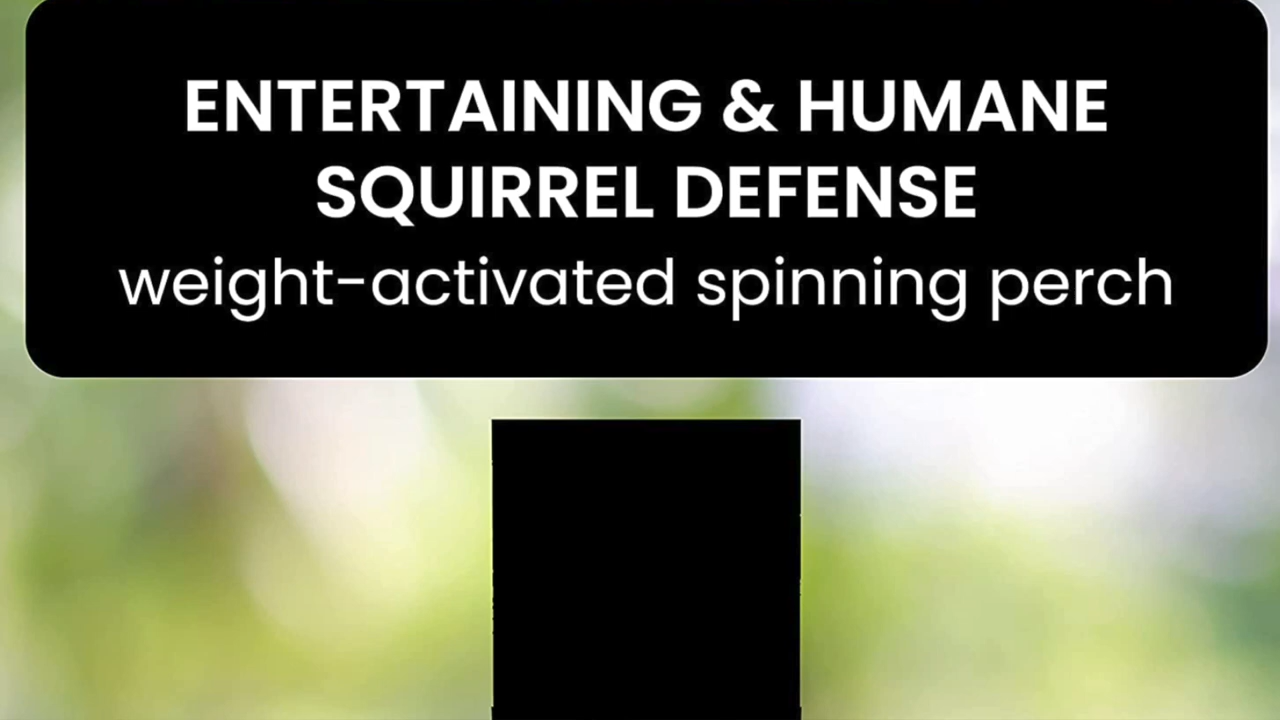 ENTERTAINING & HUMANE
SQUIRREL DEFENSE
weight-activated spinning perch